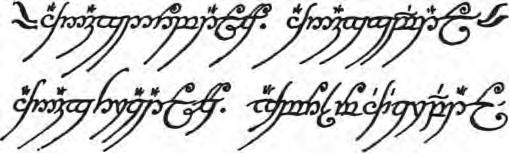 ash nazg durbatulûk, ash nazg gimbatul,
ash nazg thrakatulûk agh burzum-ishi krimpatul